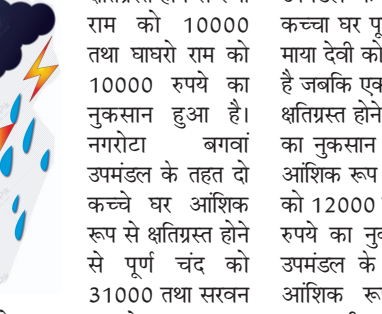 राम को 10000
तथा घाघरो राम को
10000 रुपये का
नुकसान हुआ है।
नगरोटा बगवां
उपमंडल के तहत दो
कच्चे घर आंशिक
रूप से क्षतिग्रस्त होने
से पूर्ण चंद को
31000 तथा सरवन
कच्चा घर पू
माया देवी को
है जबकि एक
क्षतिग्रस्त होने
का नुकसान
आंशिक रूप
को 12000
रुपये का नु
उपमंडल के
आंशिक रू